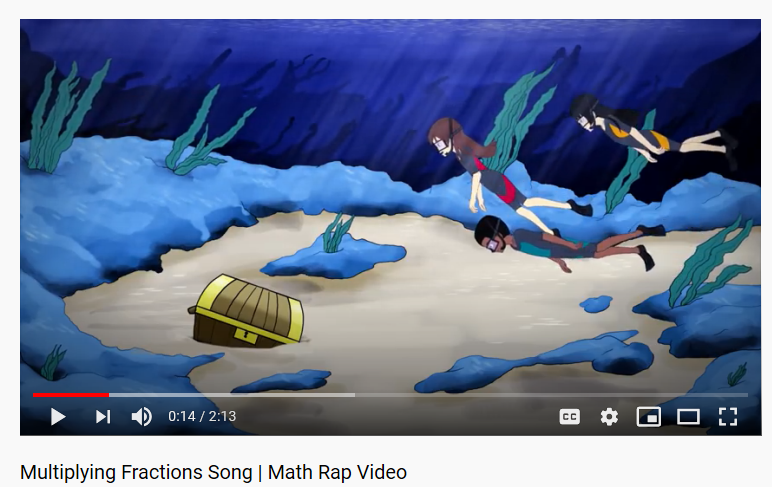 0:14 / 2:13
CC
Multiplying Fractions Song | Math Rap Video